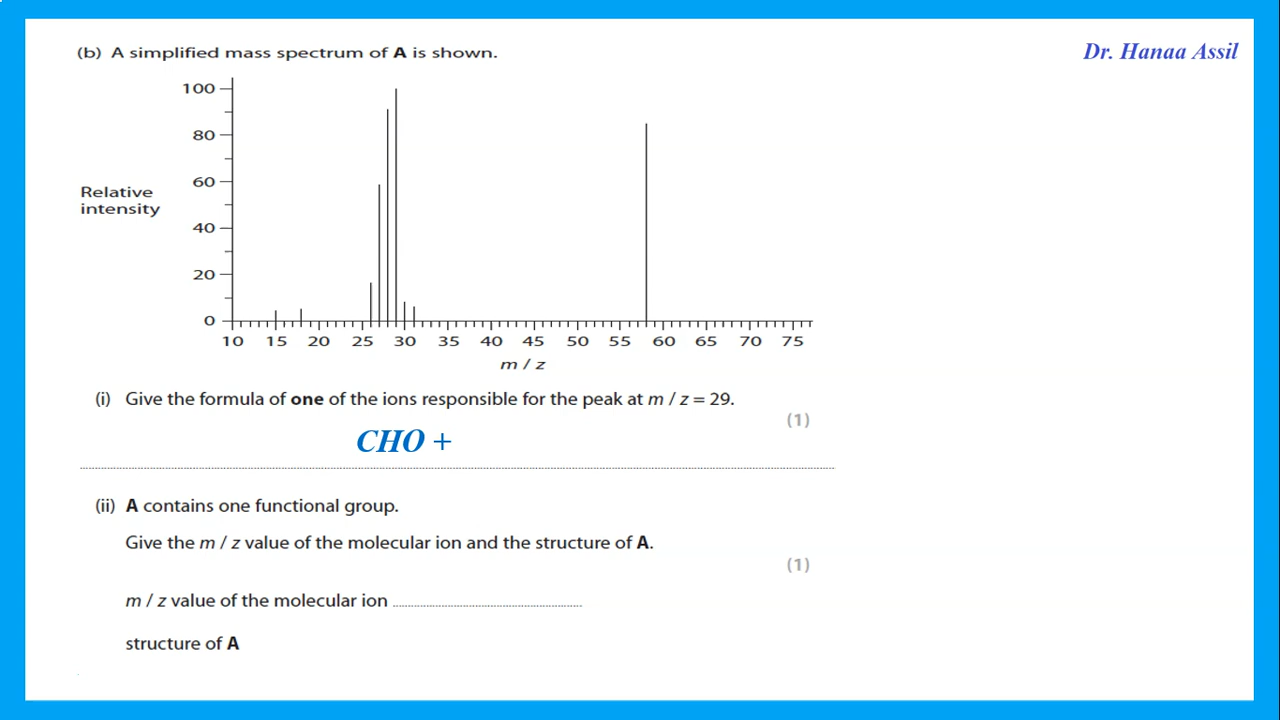 Dr. Hanaa Assil
(b) A simplified mass spectrum of A is shown.
100
80
60
40
20
0
Relative
intensity
10 15 20 25 30 35 40 45 50 55 60 65 70 75
m / z
(i) Give the formula of one of the ions responsible for the peak at m / z = 29.
(1)
CHO +
(ii) A contains one functional group.
Give the m / z value of the molecular ion and the structure of A.
(1)
m / z value of the molecular ion
structure of A